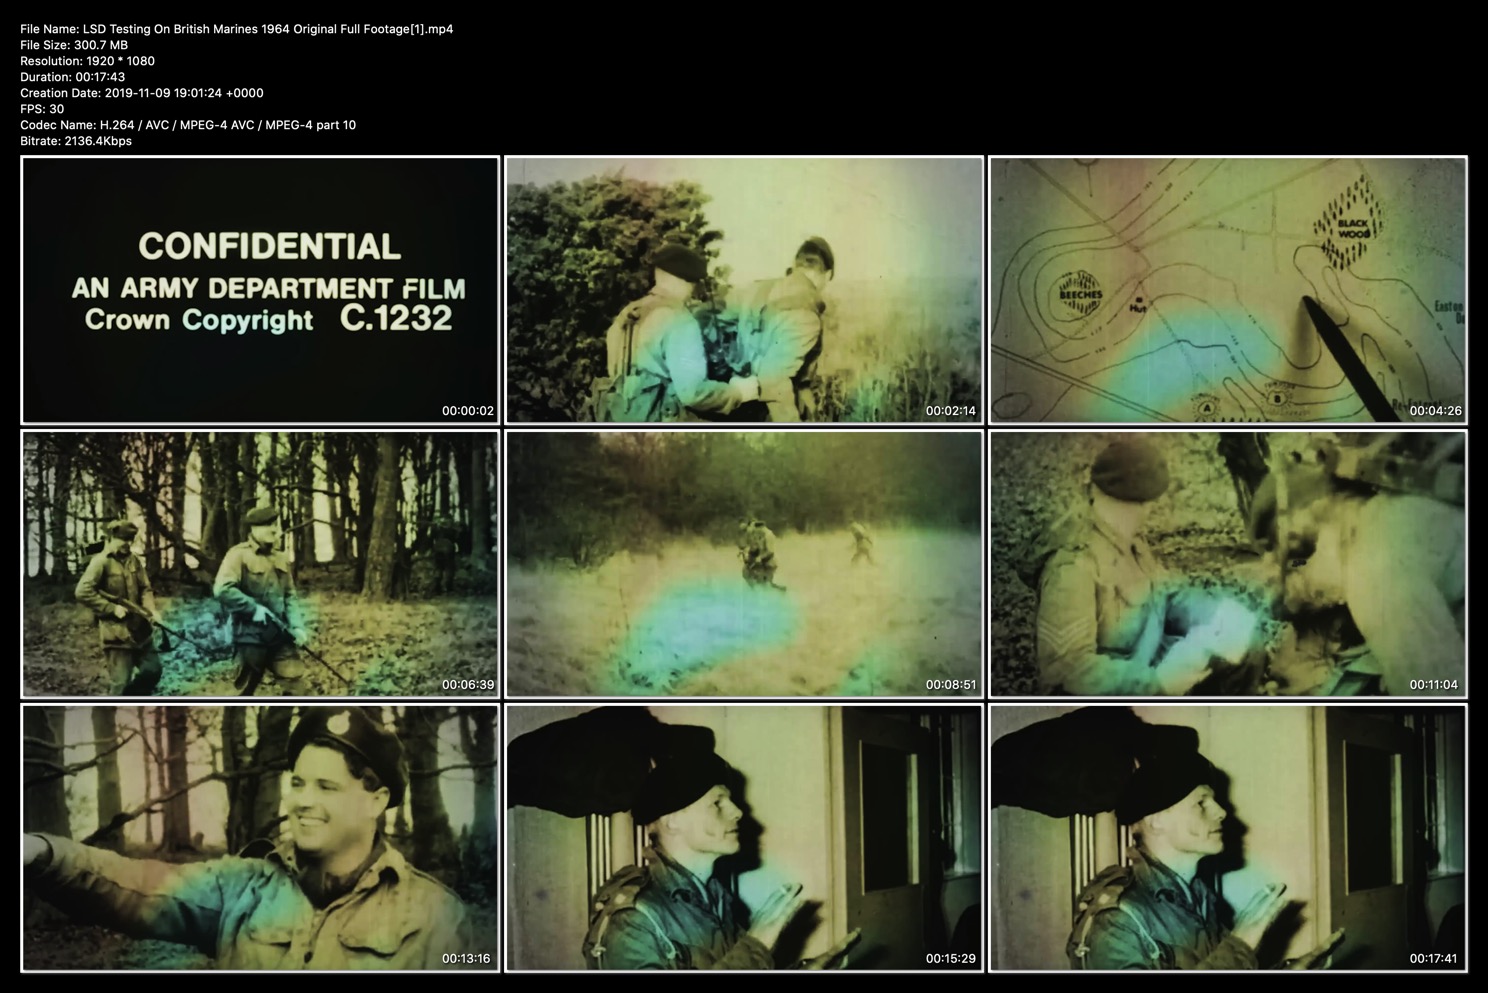 File Name: LSD Testing On British Marines 1964 Original Full Footage[1].mp4
File Size: 300.7 MB
Resolution: 1920 * 1080
Duration: 00:17:43
Creation Date: 2019-11-09 19:01:24 +0000
FPS: 30
Codec Name: H.264 / AVC / MPEG-4 AVC / MPEG-4 part 10
Bitrate: 2136.4Kbps
CONFIDENTIAL
AN ARMY DEPARTMENT FILM
Crown Copyright C.1232
00:00:02
00:02:14
BLACK
WOOD
BEECHES
Hut
Easton
A
B
00:04:26
00:06:39
00:08:51
00:11:04
00:13:16
00:15:29
00:17:41